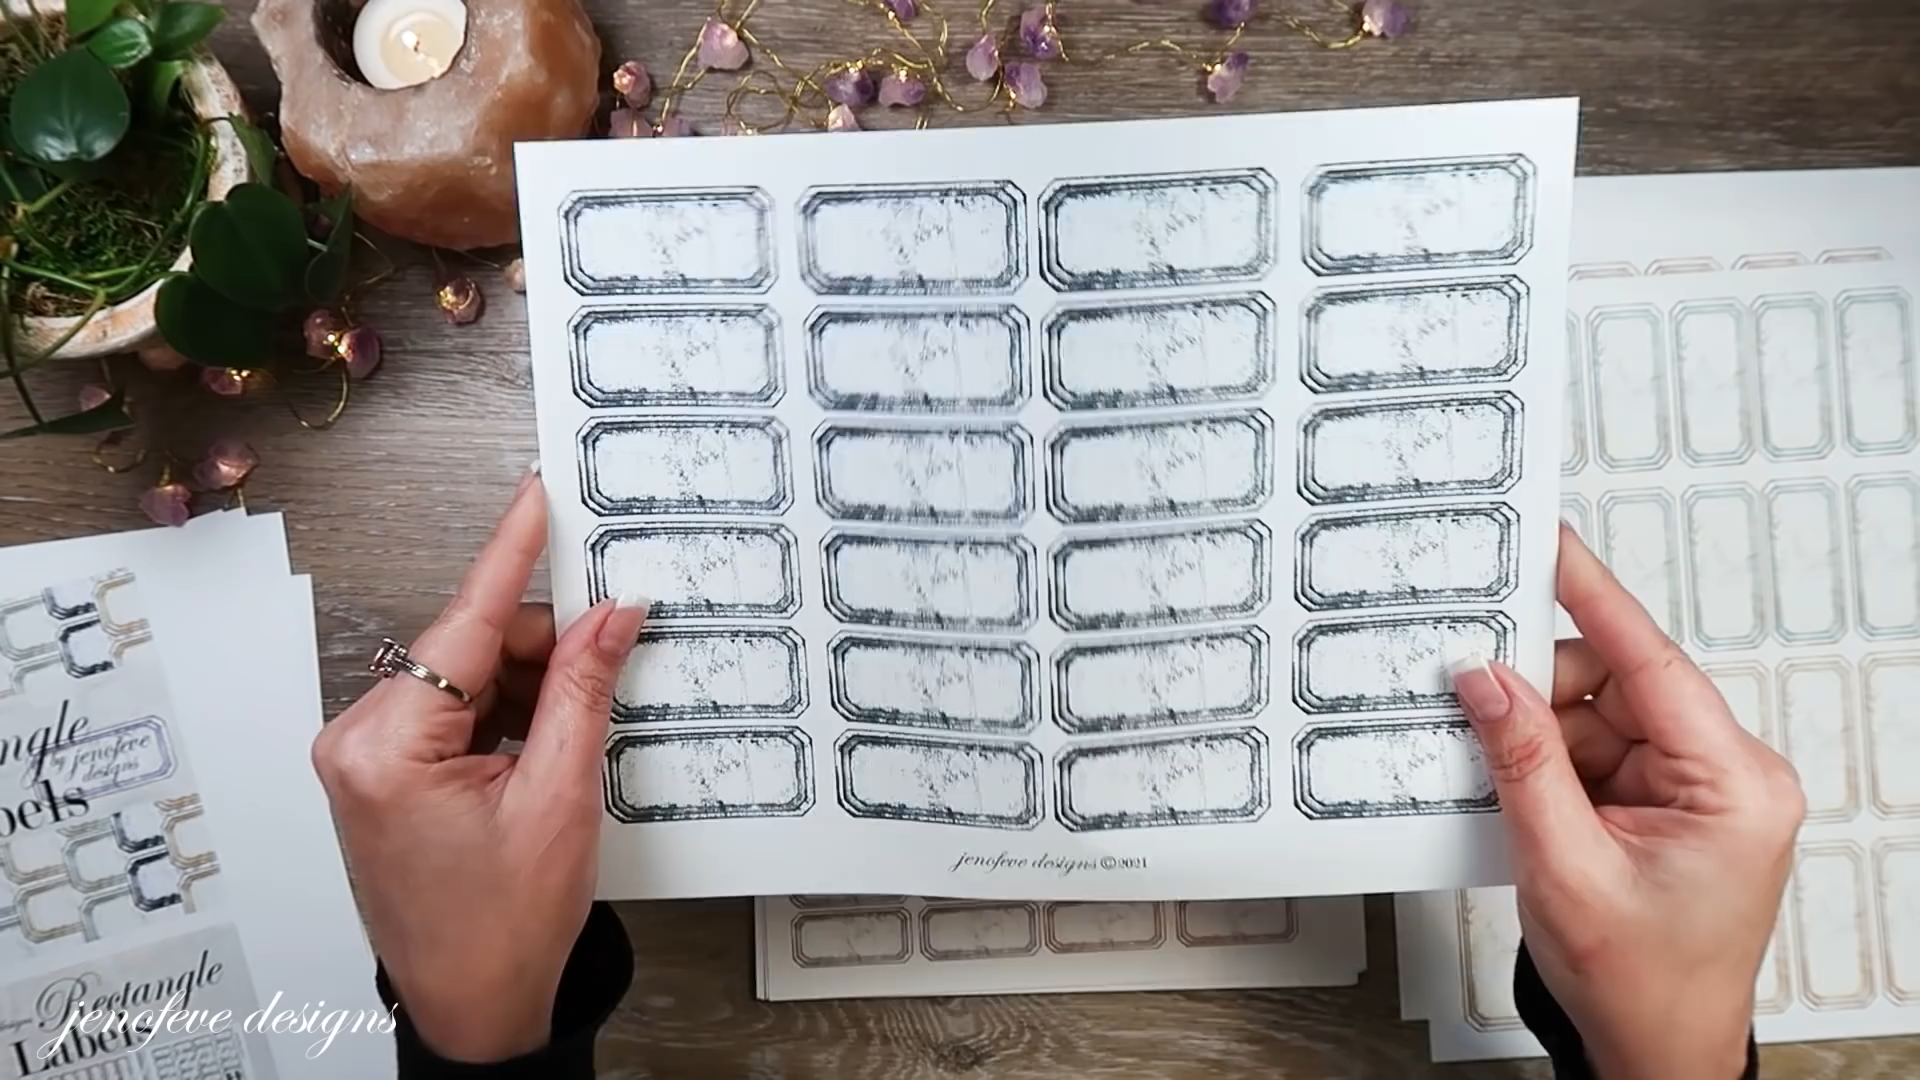 jenofeve designs ©2021
ngle
by jenofeve
designs
bels
Rectangle
Labels
jenofeve designs